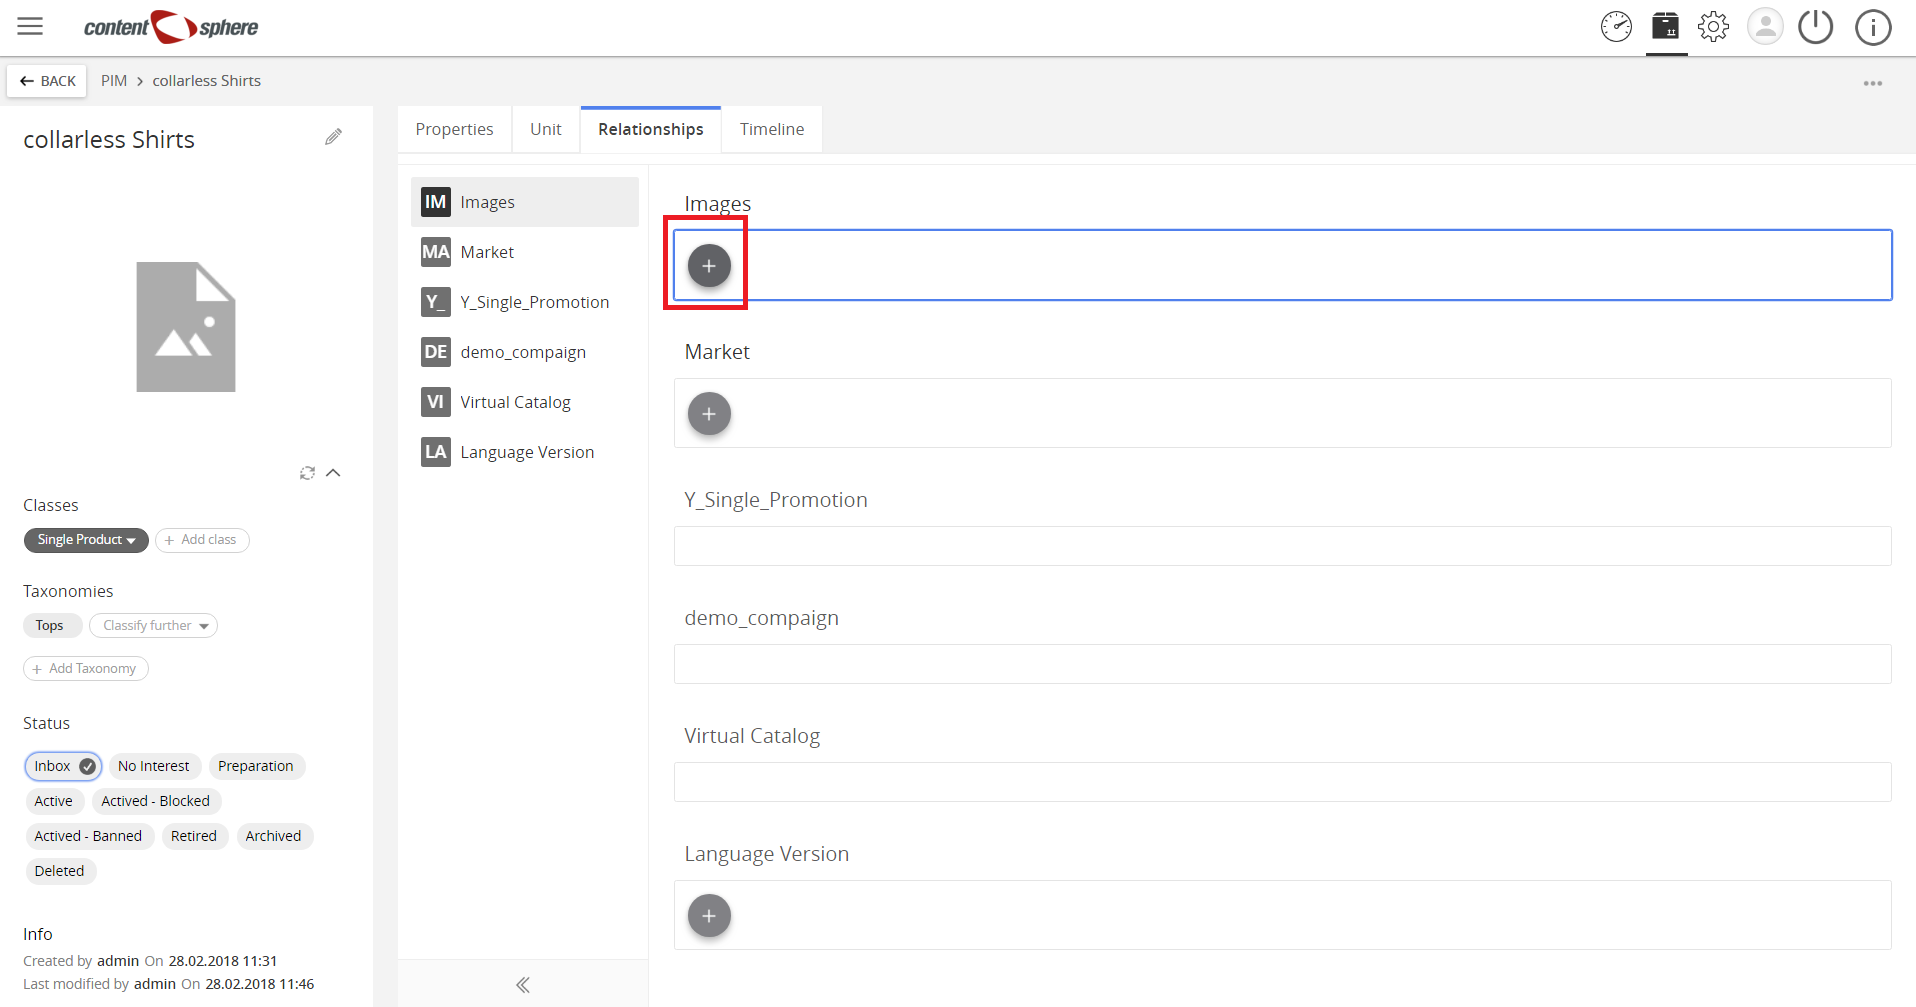 content sphere
BACK PIM > collarless Shirts
collarless Shirts
Classes
Single Product
+ Add class
Taxonomies
Tops
Classify further
+ Add Taxonomy
Status
Inbox
No Interest
Preparation
Active
Actived - Blocked
Actived - Banned
Retired
Archived
Deleted
Info
Created by admin On 28.02.2018 11:31
Last modified by admin On 28.02.2018 11:46
Properties
Unit
Relationships
Timeline
IM Images
MA Market
Y_ Y_Single_Promotion
DE demo_compaign
VI Virtual Catalog
LA Language Version
Images
Market
Y_Single_Promotion
demo_compaign
Virtual Catalog
Language Version